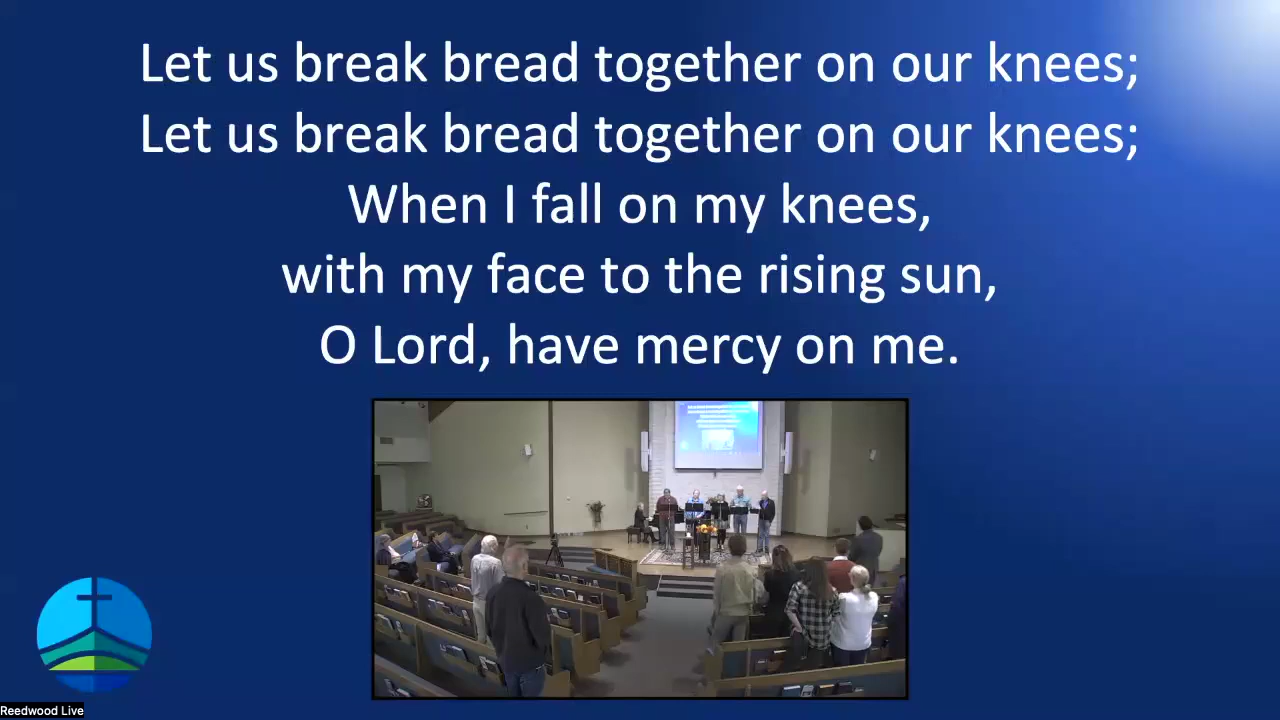 Let us break bread together on our knees;
Let us break bread together on our knees;
When I fall on my knees,
with my face to the rising sun,
O Lord, have mercy on me.
Reedwood Live